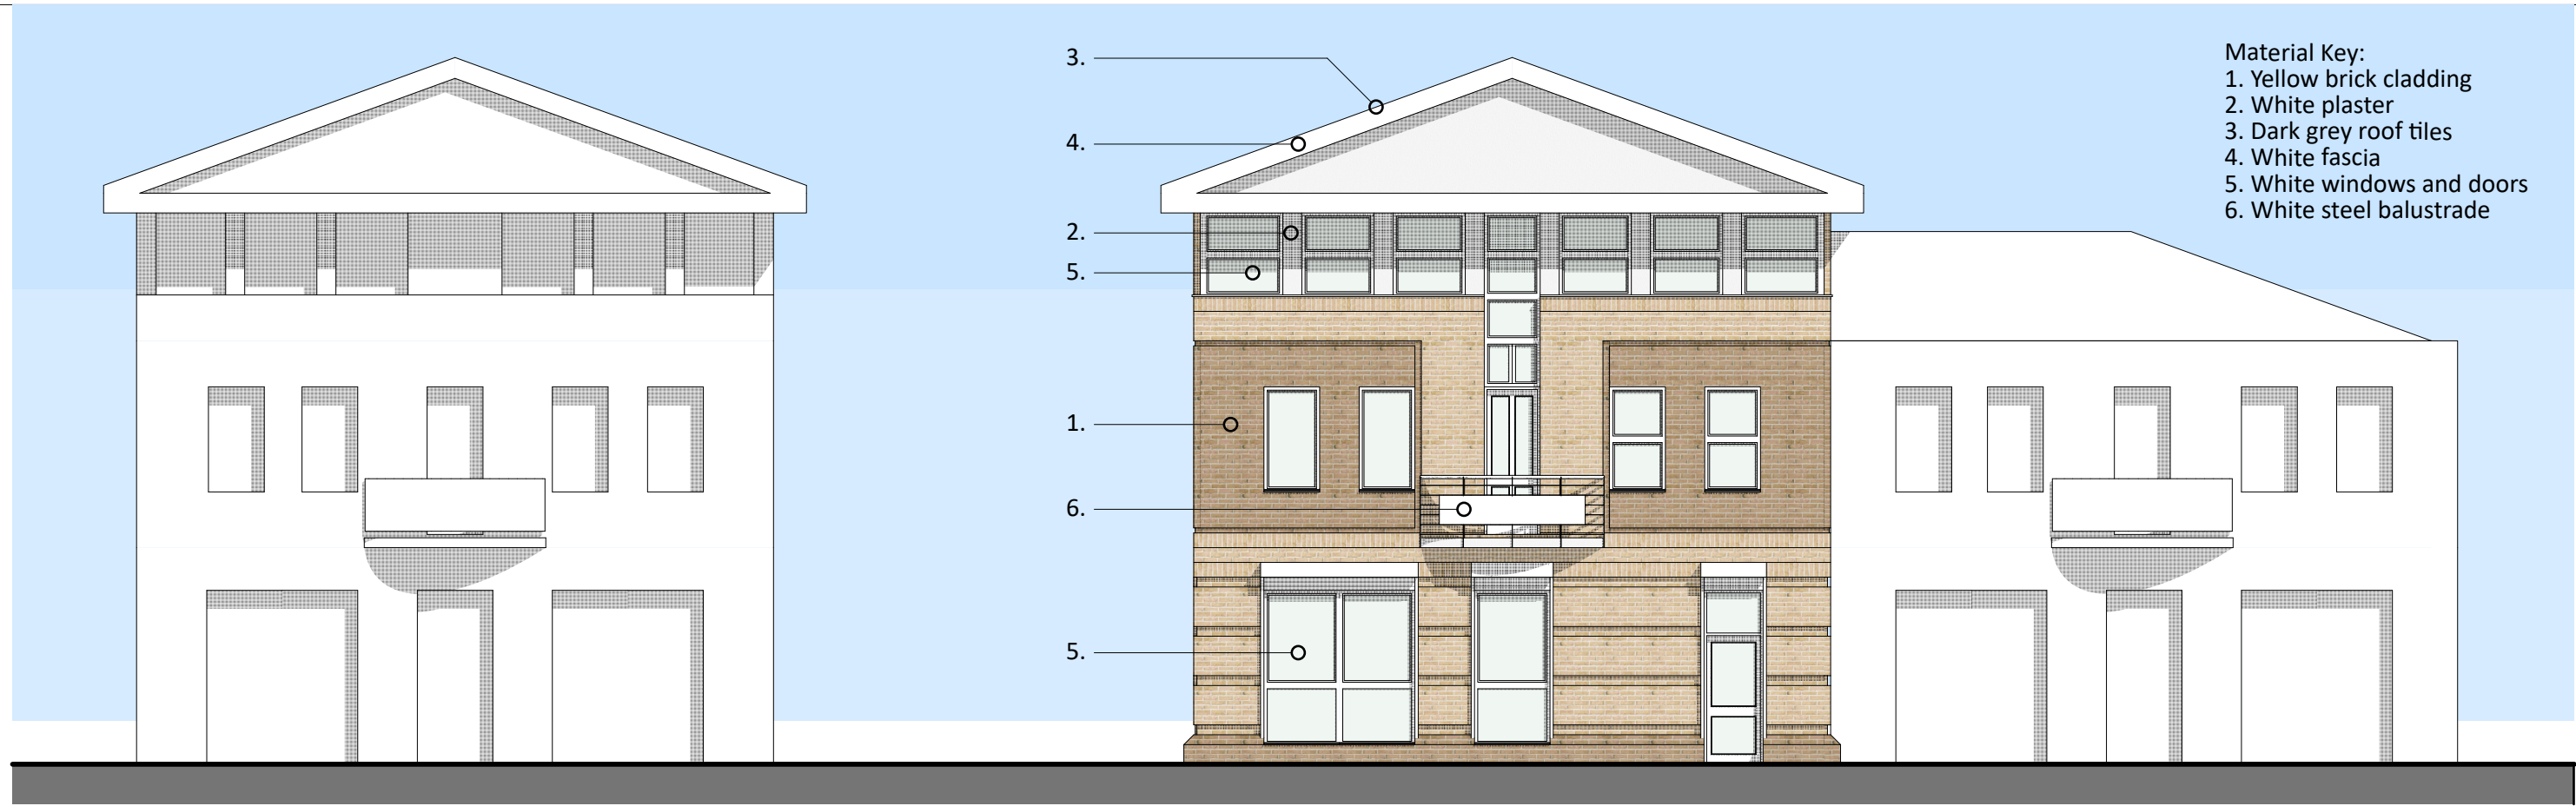 3.
4.
2.
5.
1.
6.
5.
Material Key:
1. Yellow brick cladding
2. White plaster
3. Dark grey roof tiles
4. White fascia
5. White windows and doors
6. White steel balustrade